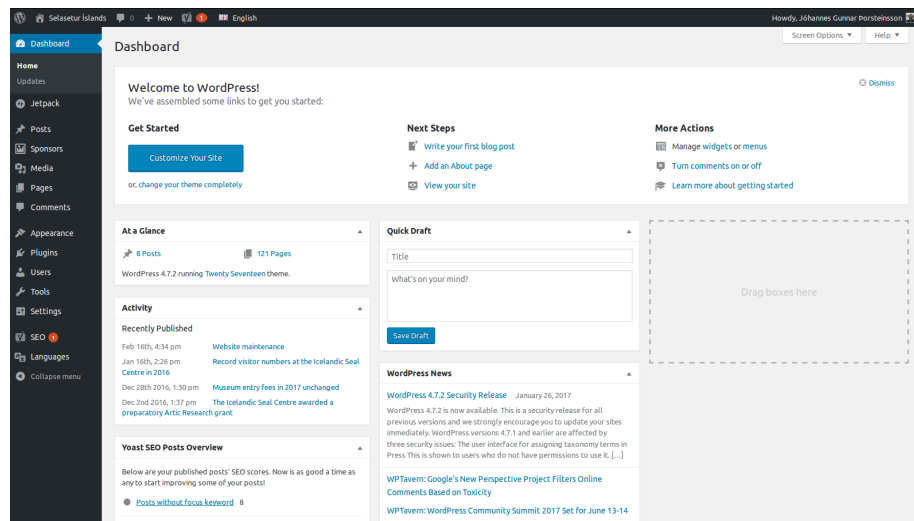 Selasetur Íslands 0 New 1 English Howdy, Jóhannes Gunnar Þorsteinsson
Screen Options Help
Dashboard
Home
Updates
Jetpack
Posts
Sponsors
Media
Pages
Comments
Appearance
Plugins
Users
Tools
Settings
SEO 1
Languages
Collapse menu
Dashboard
Welcome to WordPress!
We've assembled some links to get you started:
Dismiss
Get Started
Customize Your Site
or, change your theme completely
Next Steps
Write your first blog post
Add an About page
View your site
More Actions
Manage widgets or menus
Turn comments on or off
Learn more about getting started
At a Glance
8 Posts 121 Pages
WordPress 4.7.2 running Twenty Seventeen theme.
Activity
Recently Published
Feb 16th, 4:34 pm Website maintenance
Jan 16th, 2:26 pm Record visitor numbers at the Icelandic Seal
Centre in 2016
Dec 28th 2016, 1:30 pm Museum entry fees in 2017 unchanged
Dec 2nd 2016, 1:37 pm The Icelandic Seal Centre awarded a
preparatory Artic Research grant
Yoast SEO Posts Overview
Below are your published posts' SEO scores. Now is as good a time as
any to start improving some of your posts!
Posts without focus keyword 8
Quick Draft
Title
What's on your mind?
Save Draft
WordPress News
WordPress 4.7.2 Security Release January 26, 2017
WordPress 4.7.2 is now available. This is a security release for all
previous versions and we strongly encourage you to update your sites
immediately. WordPress versions 4.7.1 and earlier are affected by
three security issues: The user interface for assigning taxonomy terms in
Press This is shown to users who do not have permissions to use it. […]
WPTavern: Google's New Perspective Project Filters Online
Comments Based on Toxicity
WPTavern: WordPress Community Summit 2017 Set for June 13-14
Drag boxes here